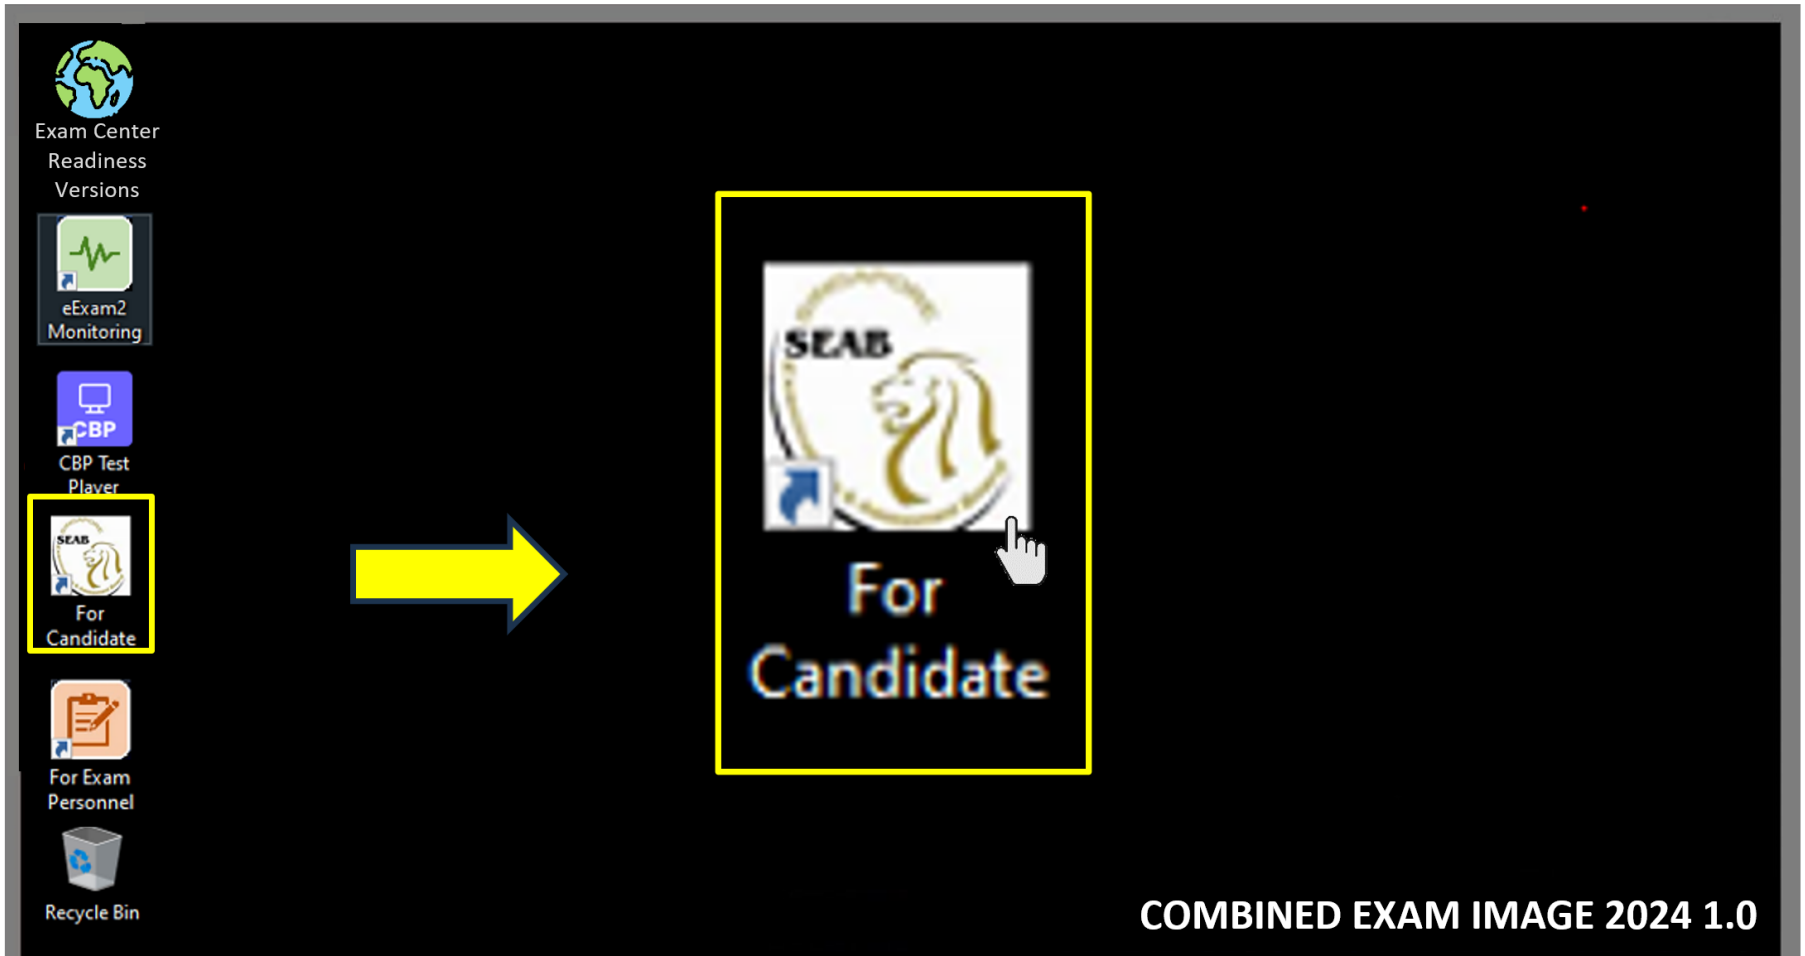 Exam Center
Readiness
Versions
eExam2
Monitoring
CBP
CBP Test
Player
SEAB
For
Candidate
For Exam
Personnel
Recycle Bin
SEAB
For
Candidate
COMBINED EXAM IMAGE 2024 1.0